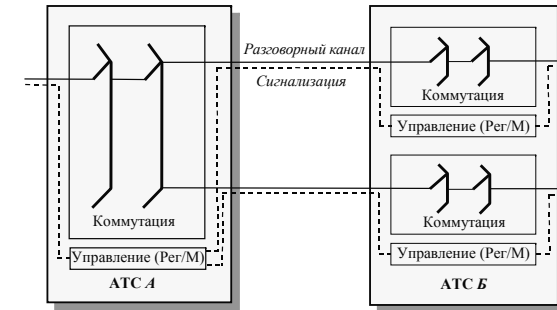 Разговорный канал
Сигнализация
Коммутация
Управление (Рег/М)
АТС А
Коммутация
Управление (Рег/М)
Коммутация
Управление (Рег/М)
АТС Б